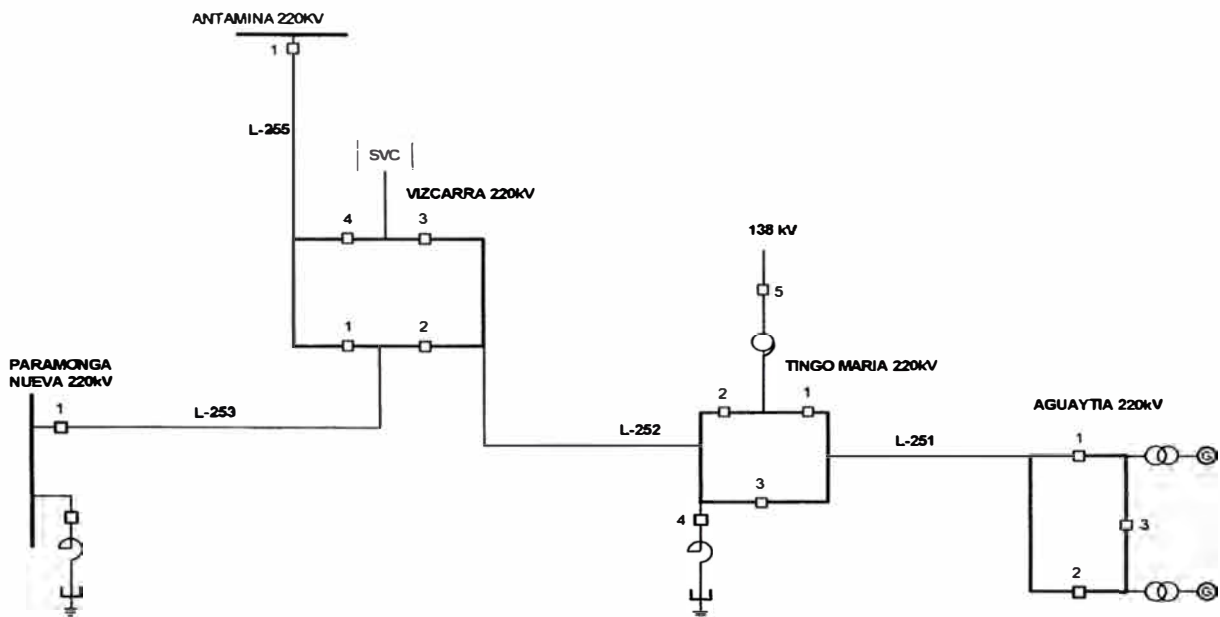 ANTAMINA 220KV
1
L-255
SVC
VIZCARRA 220kV
4
3
138 kV
5
1
2
PARAMONGA
NUEVA 220kV
TINGO MARIA 220kV
1
L-253
2
1
AGUAYTIA 220kV
L-252
L-251
1
G
3
4
3
2
G